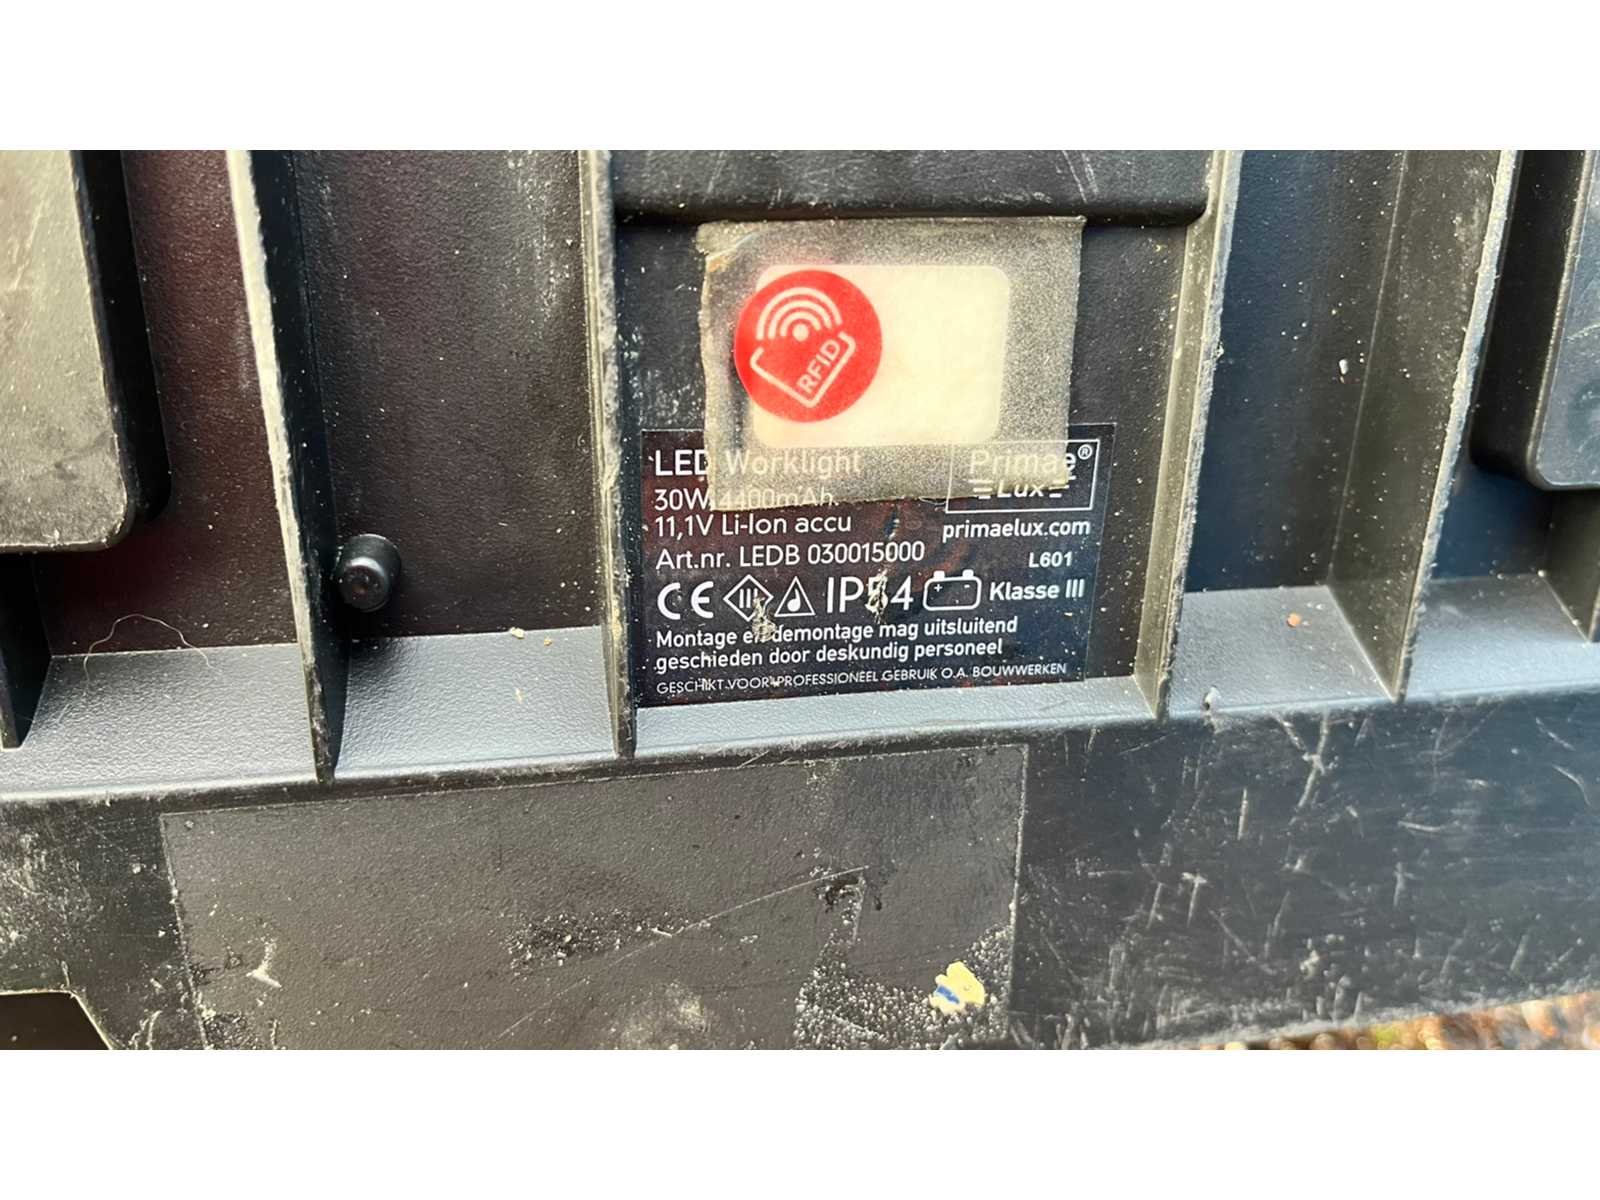 RFID
LED Worklight
30W/4400mAh.
11,1V Li-Ion accu
Art.nr. LEDB 030015000
Primae®
Lux
primaelux.com
L601
CE III IP54 Klasse III
Montage en demontage mag uitsluitend
geschieden door deskundig personeel
GESCHIKT VOOR PROFESSIONEEL GEBRUIK O.A. BOUWWERKEN